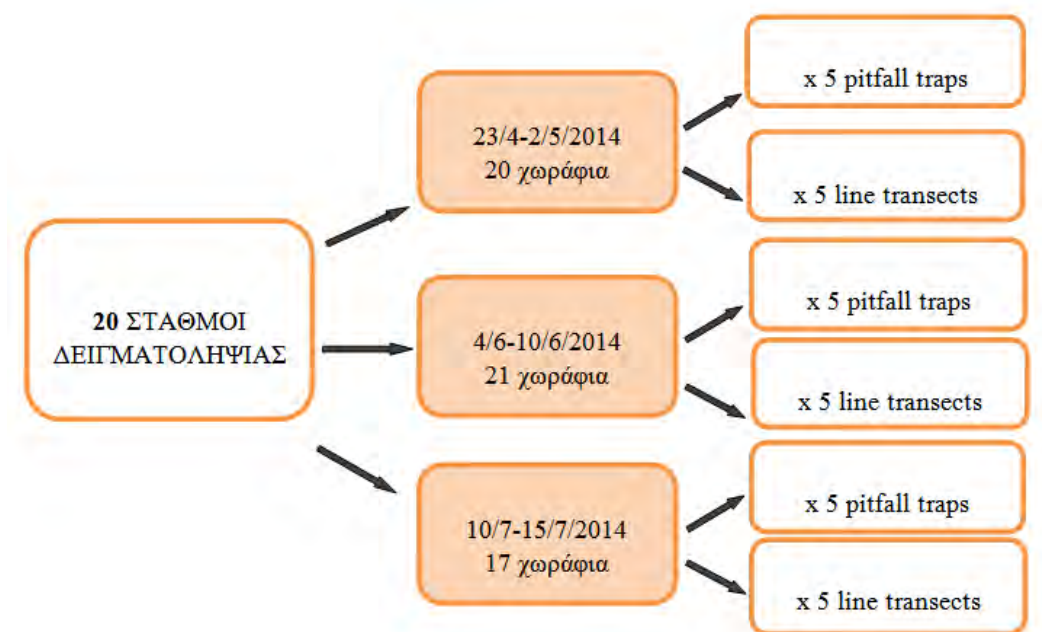 20 ΣΤΑΘΜΟΙ
ΔΕΙΓΜΑΤΟΛΗΨΙΑΣ
23/4-2/5/2014
20 χωράφια
x 5 pitfall traps
x 5 line transects
4/6-10/6/2014
21 χωράφια
x 5 pitfall traps
x 5 line transects
10/7-15/7/2014
17 χωράφια
x 5 pitfall traps
x 5 line transects